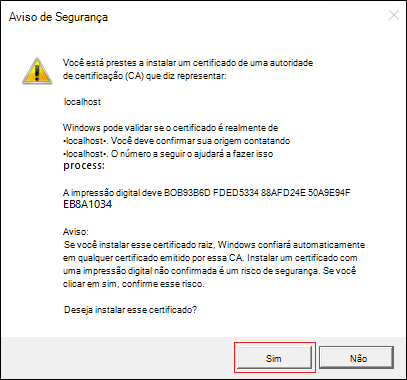 Aviso de Segurança
Você está prestes a instalar um certificado de uma autoridade
de certificação (CA) que diz representar:
localhost
Windows pode validar se o certificado é realmente de
•localhost•. Você deve confirmar sua origem contatando
•localhost•. O número a seguir o ajudará a fazer isso
process:
A impressão digital deve BOB93B6D FDED5334 88AFD24E 50A9E94F
EB8A1034
Aviso:
Se você instalar esse certificado raiz, Windows confiará automaticamente
em qualquer certificado emitido por essa CA. Instalar um certificado com
uma impressão digital não confirmada é um risco de segurança. Se você
clicar em sim, confirme esse risco.
Deseja instalar esse certificado?
Sim
Não